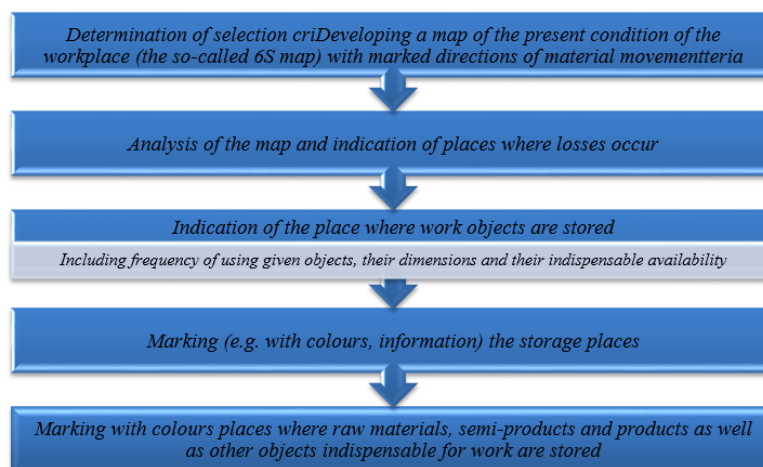 Determination of selection criDeveloping a map of the present condition of the
workplace (the so-called 6S map) with marked directions of material movementteria
Analysis of the map and indication of places where losses occur
Indication of the place where work objects are stored
Including frequency of using given objects, their dimensions and their indispensable availability
Marking (e.g. with colours, information) the storage places
Marking with colours places where raw materials, semi-products and products as well
as other objects indispensable for work are stored